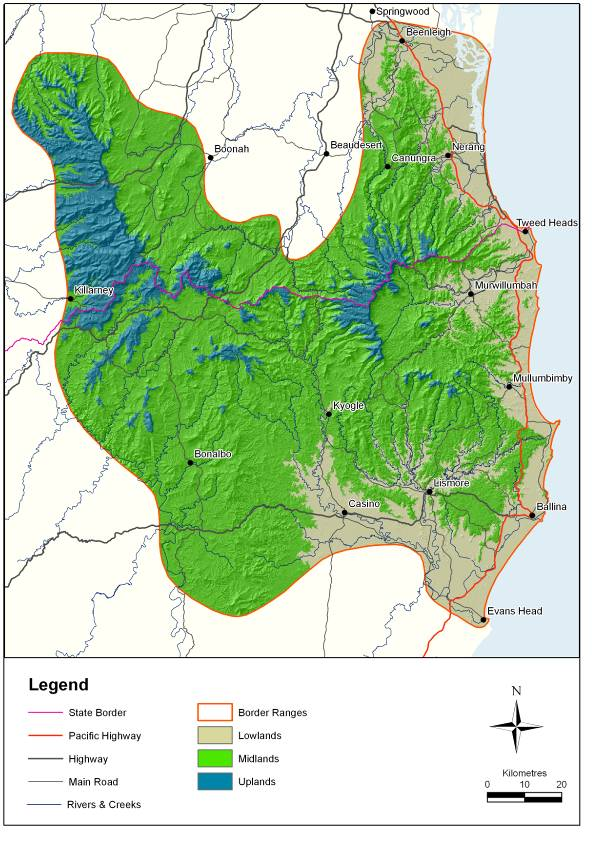 Springwood
Beenleigh
Boonah
Beaudesert
Nerang
Canungra
Tweed Heads
Killarney
Murwillumbah
Mullumbimby
Kyogle
Bonalbo
Lismore
Casino
Ballina
Evans Head
Legend
State Border
Pacific Highway
Highway
Main Road
Rivers & Creeks
Border Ranges
Lowlands
Midlands
Uplands
N
Kilometres
0 10 20